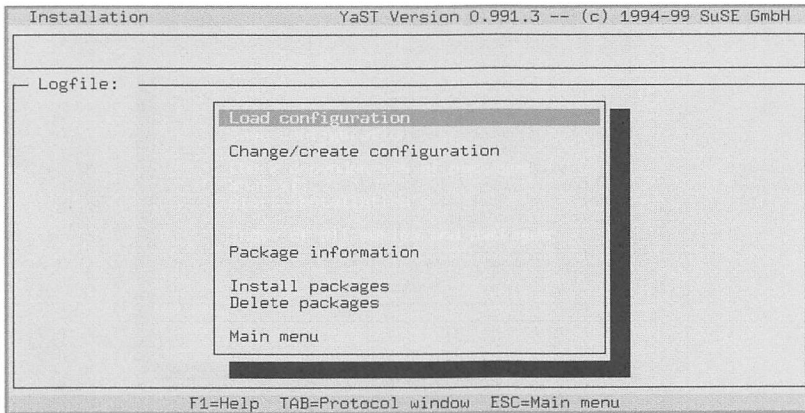 Installation YaST Version 0.991.3 -- (c) 1994-99 SuSE GmbH
Logfile:
Load configuration
Change/create configuration
Package information
Install packages
Delete packages
Main menu
F1=Help TAB=Protocol window ESC=Main menu